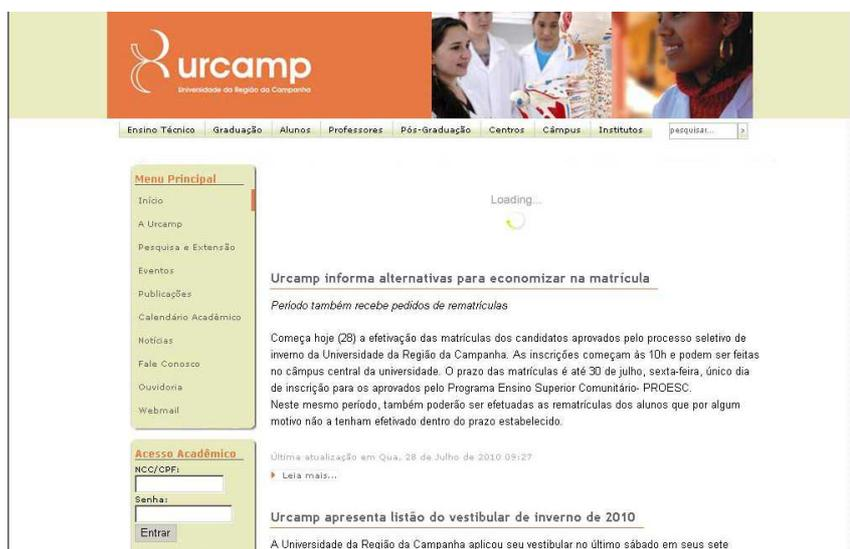 urcamp
Universidade da Região da Campanha
Ensino Técnico Graduação Alunos Professores Pós-Graduação Centros Câmpus Institutos pesquisar...
Menu Principal
Início
A Urcamp
Pesquisa e Extensão
Eventos
Publicações
Calendário Acadêmico
Notícias
Fale Conosco
Ouvidoria
Webmail
Acesso Acadêmico
NCC/CPF:
Senha:
Entrar
Loading...
Urcamp informa alternativas para economizar na matrícula
Período também recebe pedidos de rematrículas
Começa hoje (28) a efetivação das matrículas dos candidatos aprovados pelo processo seletivo de
inverno da Universidade da Região da Campanha. As inscrições começam às 10h e podem ser feitas
no câmpus central da universidade. O prazo das matrículas é até 30 de julho, sexta-feira, único dia
de inscrição para os aprovados pelo Programa Ensino Superior Comunitário- PROESC.
Neste mesmo período, também poderão ser efetuadas as rematrículas dos alunos que por algum
motivo não a tenham efetivado dentro do prazo estabelecido.
Última atualização em Qua, 28 de Julho de 2010 09:27
Leia mais...
Urcamp apresenta listão do vestibular de inverno de 2010
A Universidade da Região da Campanha aplicou seu vestibular no último sábado em seus sete